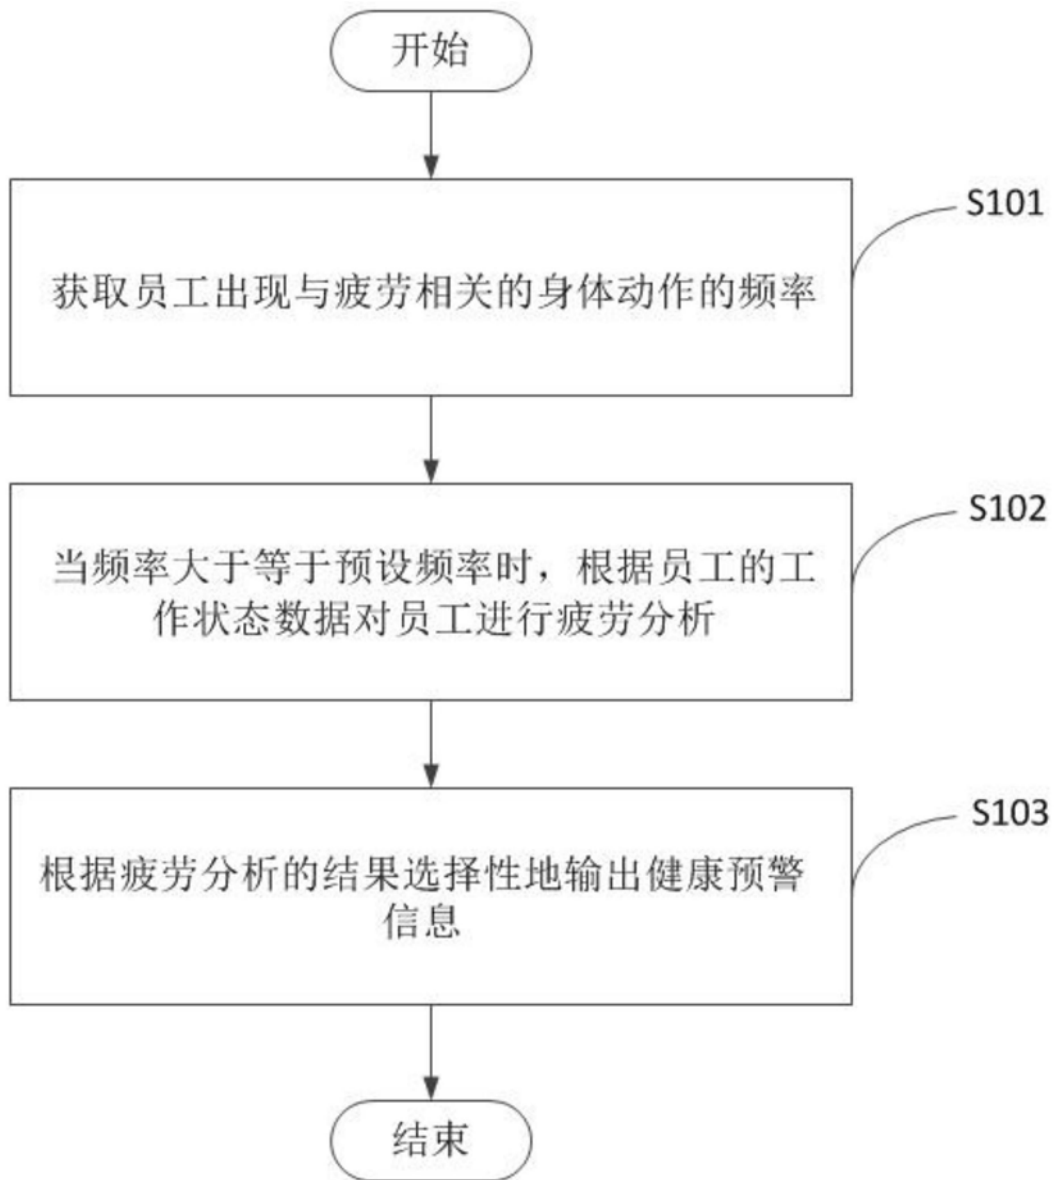 开始
S101
获取员工出现与疲劳相关的身体动作的频率
S102
当频率大于等于预设频率时，根据员工的工
作状态数据对员工进行疲劳分析
S103
根据疲劳分析的结果选择性地输出健康预警
信息
结束